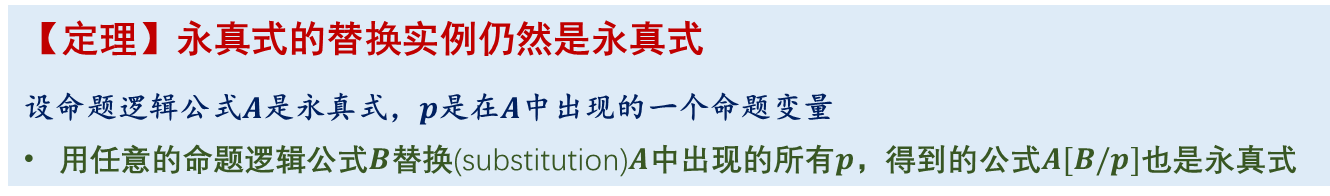 【定理】永真式的替换实例仍然是永真式
设命题逻辑公式A是永真式，p是在A中出现的一个命题变量
• 用任意的命题逻辑公式B替换(substitution)A中出现的所有p，得到的公式A[B/p]也是永真式